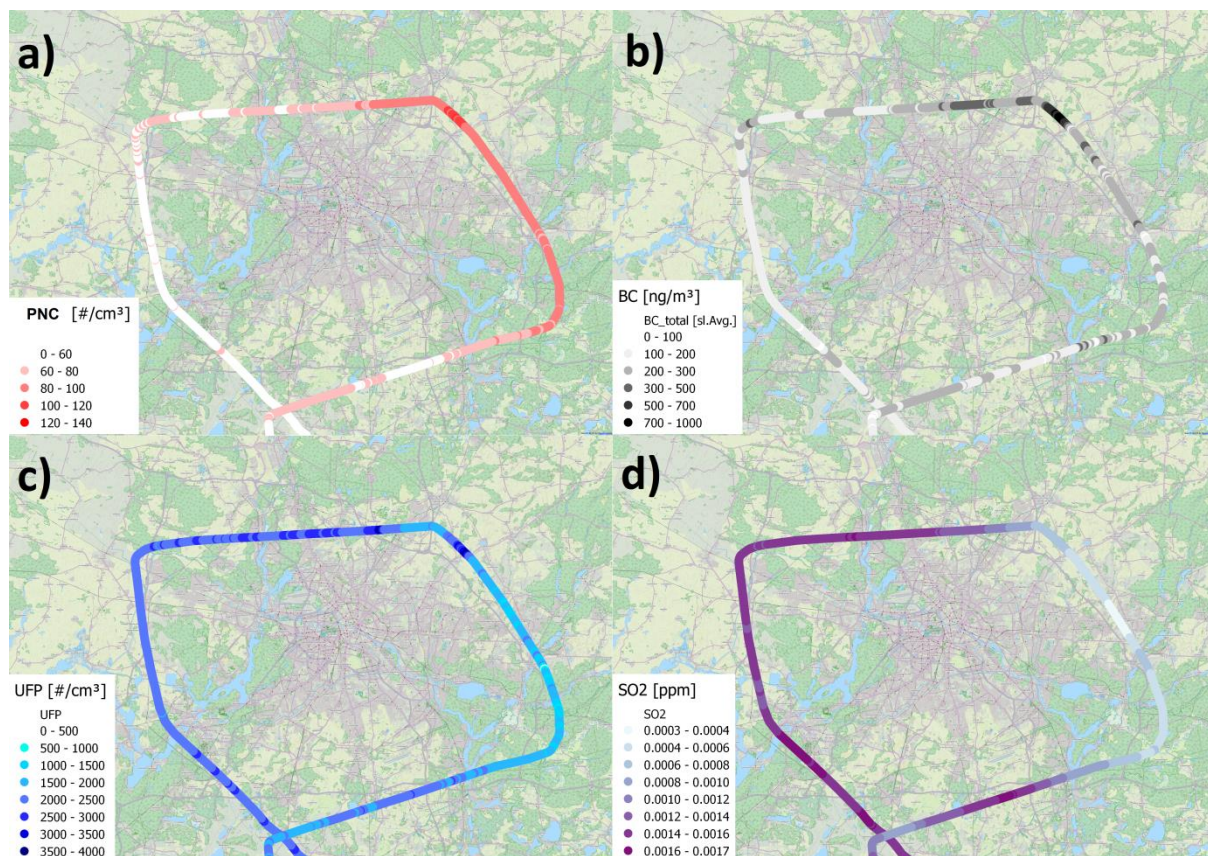 a)
PNC [#/cm³]
0 - 60
60 - 80
80 - 100
100 - 120
120 - 140
b)
BC [ng/m³]
BC_total [sl.Avg.]
0 - 100
100 - 200
200 - 300
300 - 500
500 - 700
700 - 1000
c)
UFP [#/cm³]
UFP
0 - 500
500 - 1000
1000 - 1500
1500 - 2000
2000 - 2500
2500 - 3000
3000 - 3500
3500 - 4000
d)
SO2 [ppm]
SO2
0.0003 - 0.0004
0.0004 - 0.0006
0.0006 - 0.0008
0.0008 - 0.0010
0.0010 - 0.0012
0.0012 - 0.0014
0.0014 - 0.0016
0.0016 - 0.0017